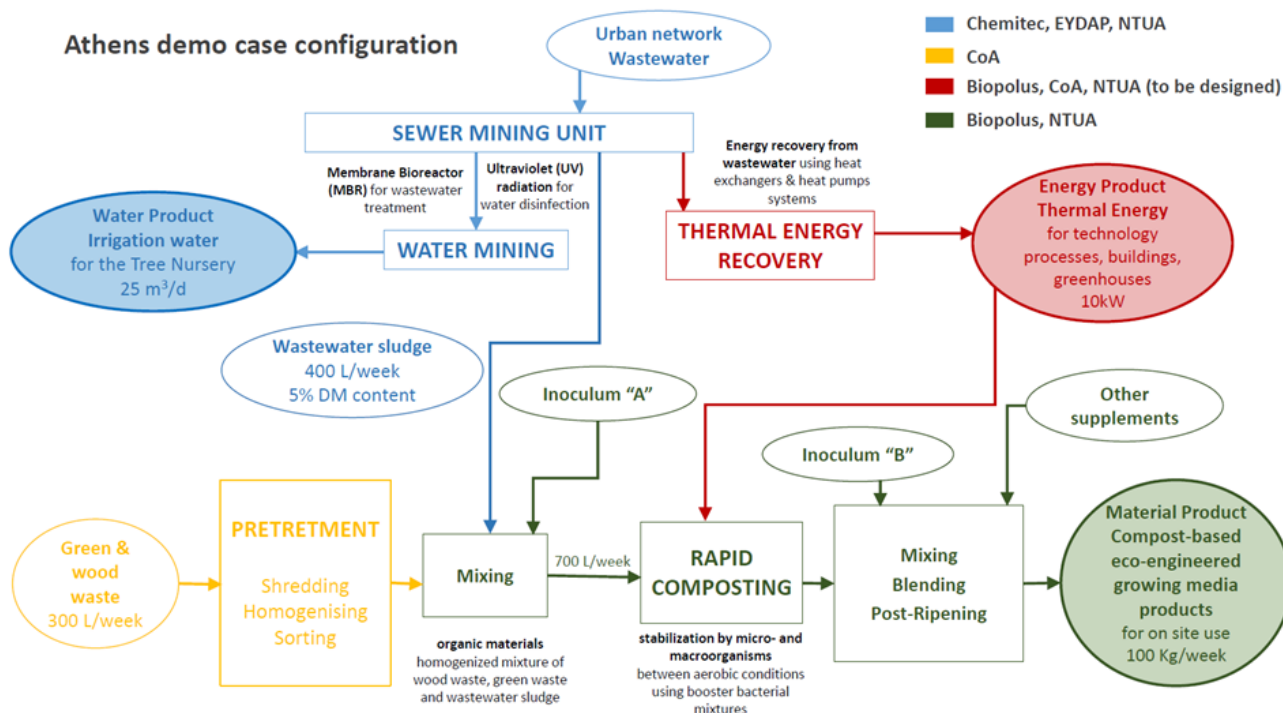 Athens demo case configuration
Urban network
Wastewater
Chemitec, EYDAP, NTUA
CoA
Biopolus, CoA, NTUA (to be designed)
Biopolus, NTUA
SEWER MINING UNIT
Membrane Bioreactor
(MBR) for wastewater
treatment
Ultraviolet (UV)
radiation for
water disinfection
Energy recovery from
wastewater using heat
exchangers & heat pumps
systems
Water Product
Irrigation water
for the Tree Nursery
25 m³/d
WATER MINING
THERMAL ENERGY
RECOVERY
Energy Product
Thermal Energy
for technology
processes, buildings,
greenhouses
10kW
Wastewater sludge
400 L/week
5% DM content
Inoculum “A”
Inoculum “B”
Other
supplements
Green &
wood
waste
300 L/week
PRETRETMENT
Shredding
Homogenising
Sorting
Mixing
700 L/week
RAPID
COMPOSTING
Mixing
Blending
Post-Ripening
Material Product
Compost-based
eco-engineered
growing media
products
for on site use
100 Kg/week
organic materials
homogenized mixture of
wood waste, green waste
and wastewater sludge
stabilization by micro- and
macroorganisms
between aerobic conditions
using booster bacterial
mixtures